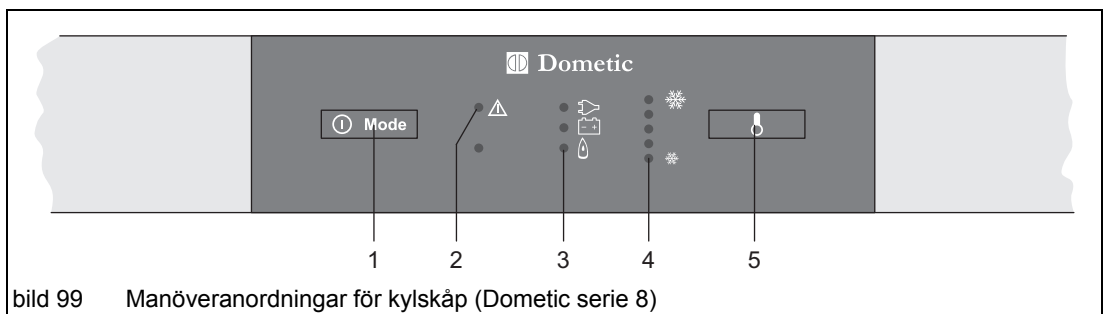 Dometic
Mode
1 2 3 4 5
bild 99 Manöveranordningar för kylskåp (Dometic serie 8)